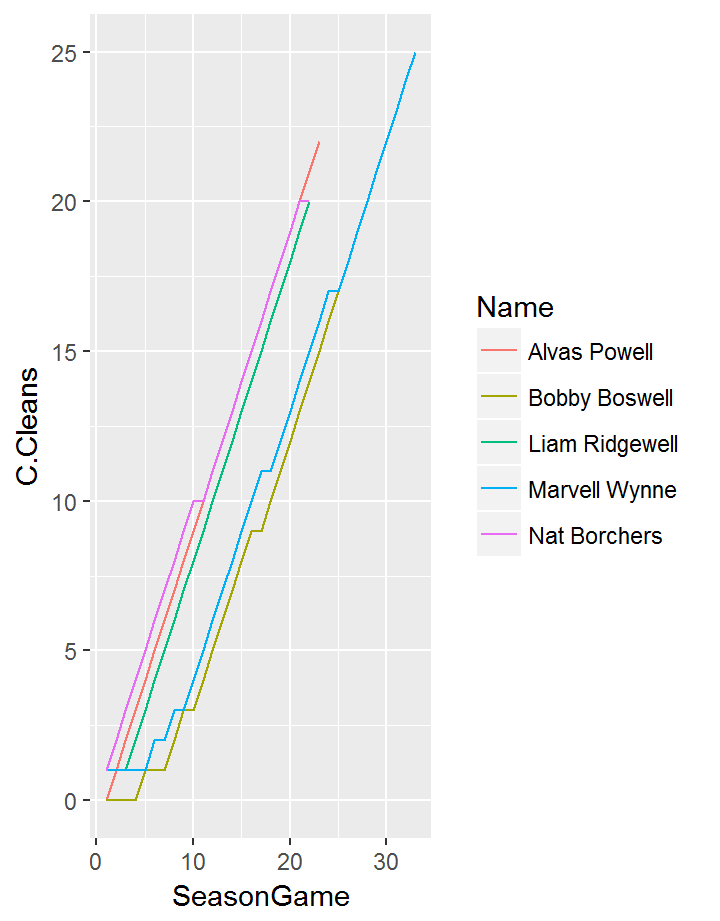 25
20
15
10
5
0
C.Cleans
0 10 20 30
SeasonGame
Name
Alvas Powell
Bobby Boswell
Liam Ridgewell
Marvell Wynne
Nat Borchers